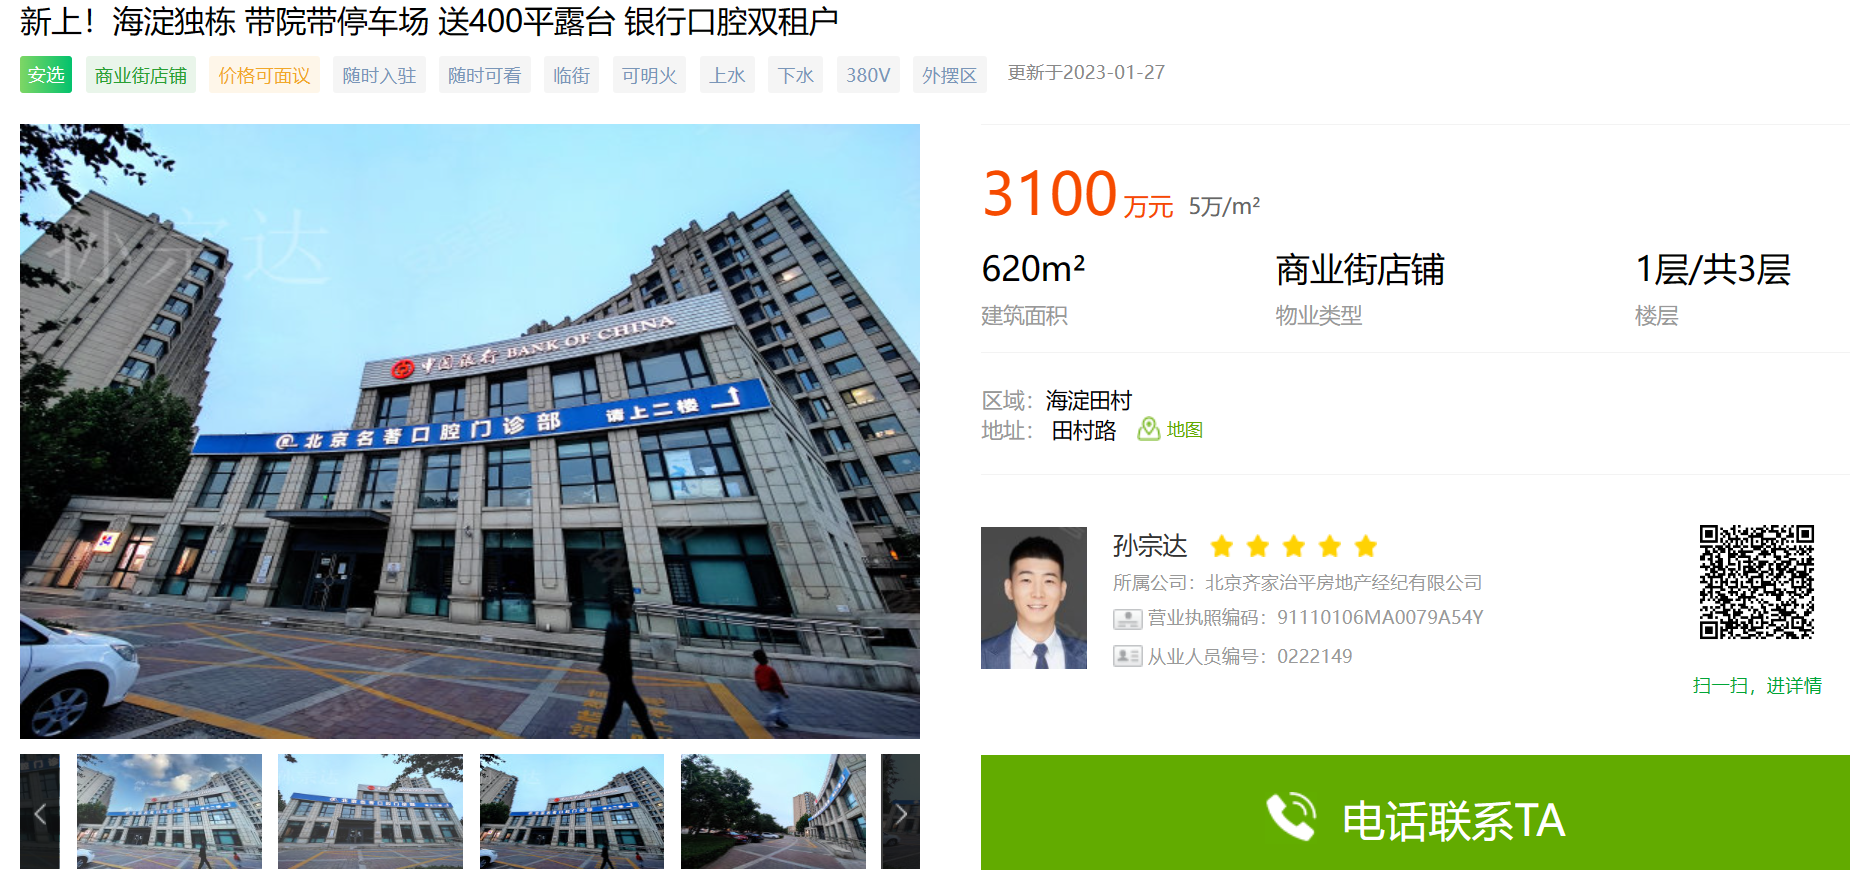 新上！海淀独栋 带院带停车场 送400平露台 银行口腔双租户
安选 商业街店铺 价格可面议 随时入驻 随时可看 临街 可明火 上水 下水 380V 外摆区 更新于2023-01-27
孙宗达
中国银行 BANK OF CHINA
北京名著口腔门诊部 请上二楼
3100万元 5万/m²
620m² 商业街店铺 1层/共3层
建筑面积 物业类型 楼层
区域：海淀田村
地址：田村路 地图
孙宗达
所属公司：北京齐家治平房地产经纪有限公司
营业执照编码：91110106MA0079A54Y
从业人员编号：0222149
扫一扫，进详情
电话联系TA